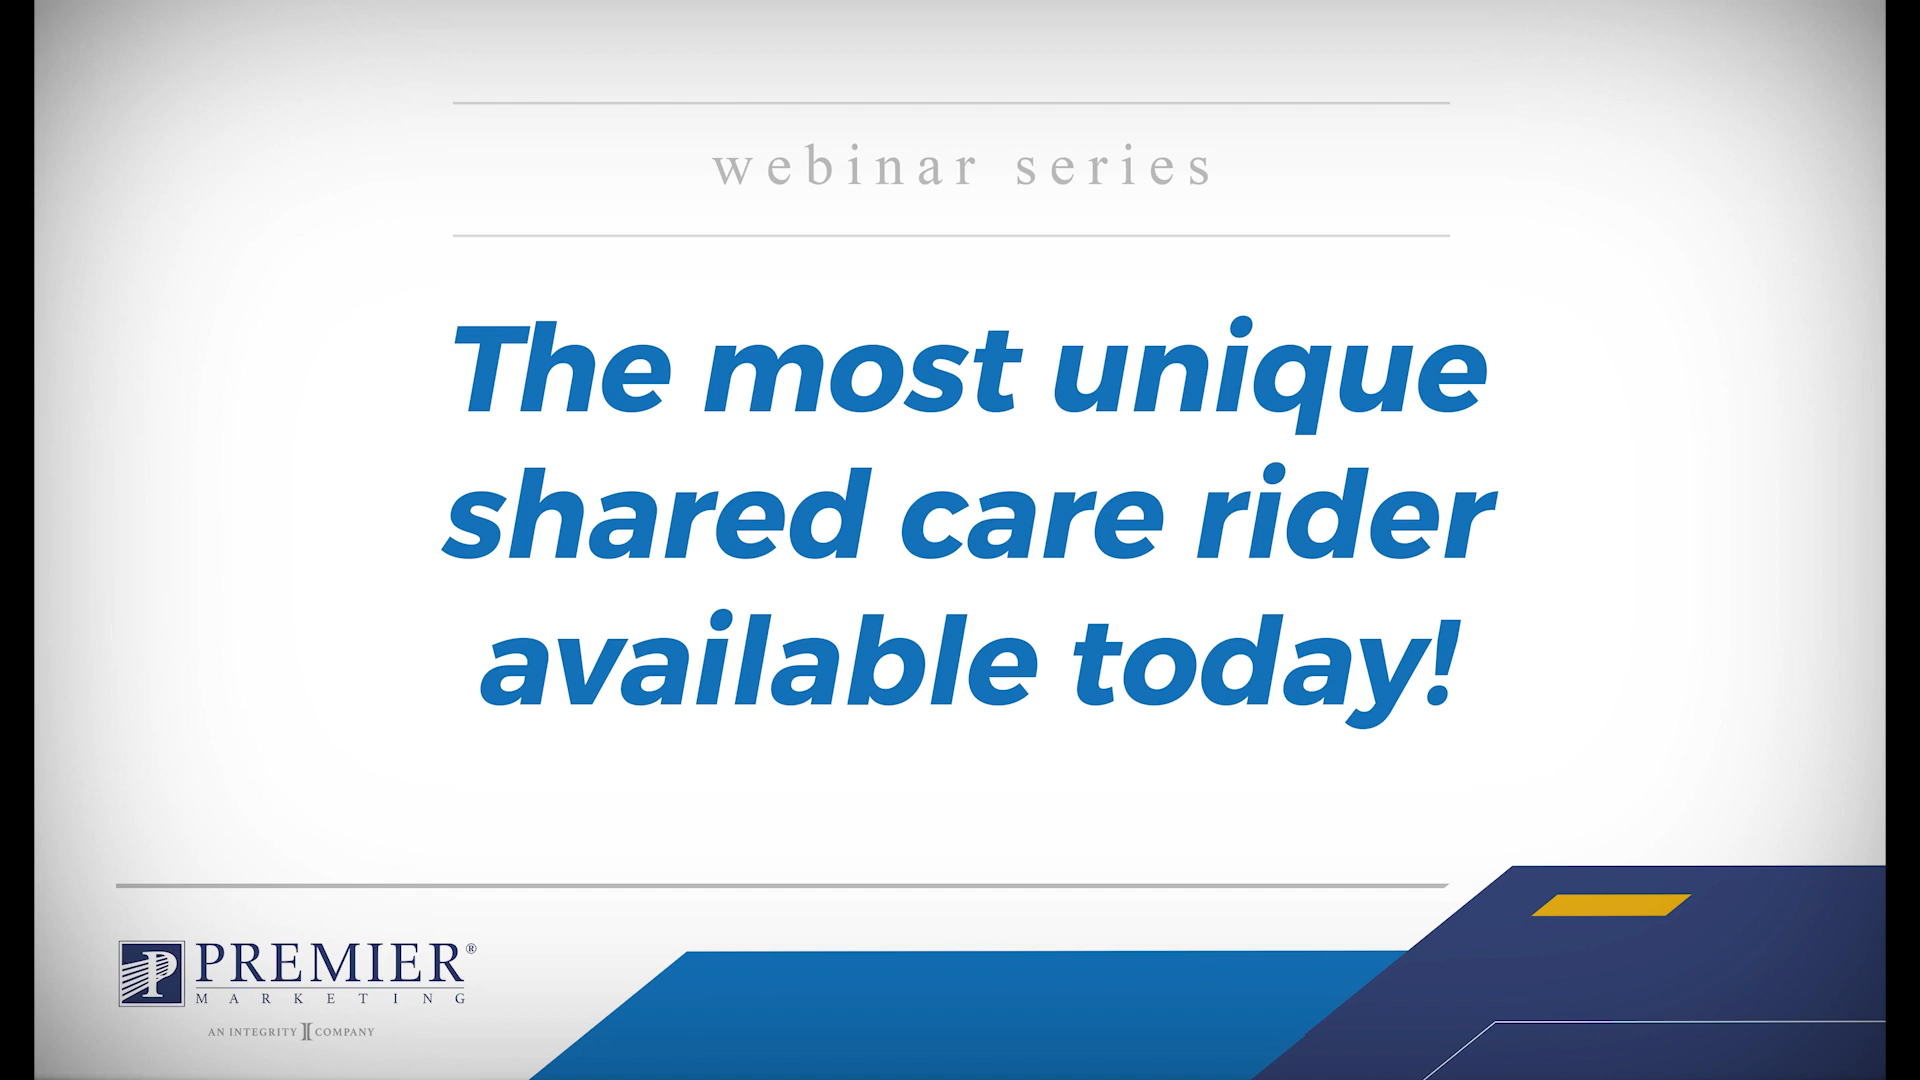 webinar series
The most unique
shared care rider
available today!
PREMIER®
MARKETING
AN INTEGRITY COMPANY